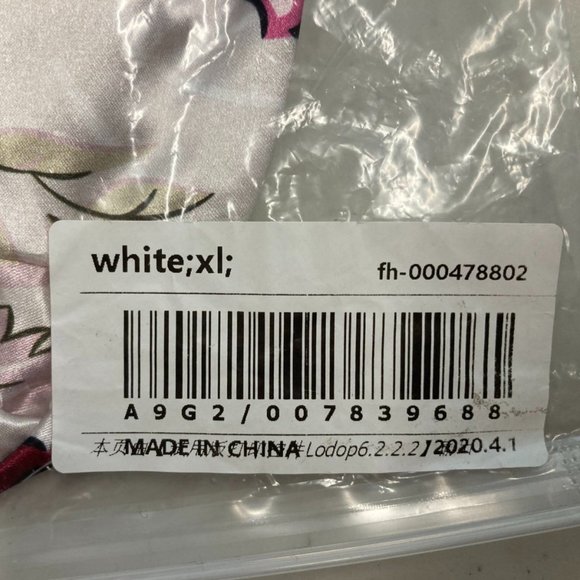 white;xl;
fh-000478802
A9G2/007839688
MADE IN CHINA
本页 Lodop6.2.2.2 2020.4.1